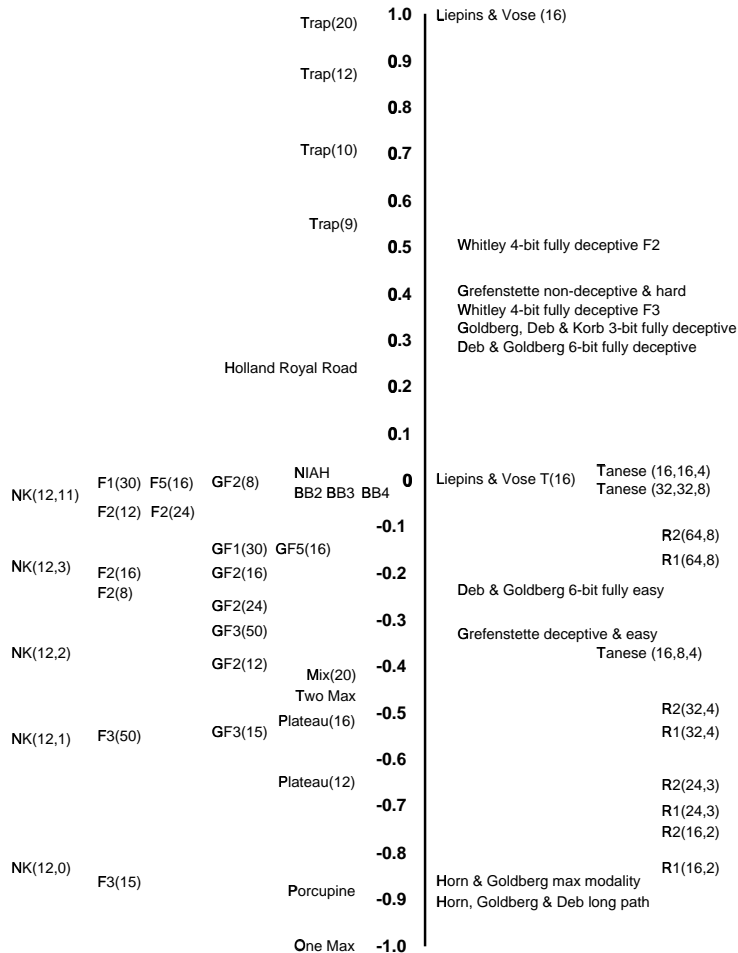 Trap(20) 1.0 Liepins & Vose (16)
0.9
Trap(12)
0.8
Trap(10) 0.7
0.6
Trap(9)
0.5 Whitley 4-bit fully deceptive F2
0.4 Grefenstette non-deceptive & hard
Whitley 4-bit fully deceptive F3
Goldberg, Deb & Korb 3-bit fully deceptive
0.3
Deb & Goldberg 6-bit fully deceptive
Holland Royal Road
0.2
0.1
NIAH Tanese (16,16,4)
F1(30) F5(16) GF2(8) 0 Liepins & Vose T(16)
NK(12,11) BB2 BB3 BB4 Tanese (32,32,8)
F2(12) F2(24)
-0.1
R2(64,8)
GF1(30) GF5(16)
R1(64,8)
NK(12,3)
F2(16) GF2(16) -0.2
F2(8) Deb & Goldberg 6-bit fully easy
GF2(24)
-0.3
GF3(50) Grefenstette deceptive & easy
NK(12,2) Tanese (16,8,4)
GF2(12) -0.4
Mix(20)
Two Max
-0.5 R2(32,4)
Plateau(16)
NK(12,1) F3(50) GF3(15) R1(32,4)
-0.6
Plateau(12) R2(24,3)
-0.7
R1(24,3)
R2(16,2)
-0.8
NK(12,0) R1(16,2)
F3(15) Horn & Goldberg max modality
Porcupine
-0.9 Horn, Goldberg & Deb long path
One Max -1.0